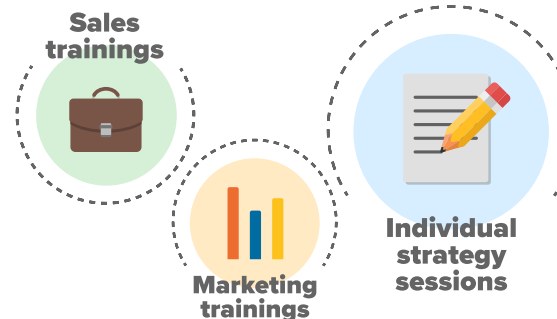 Sales
trainings
Marketing
trainings
Individual
strategy
sessions